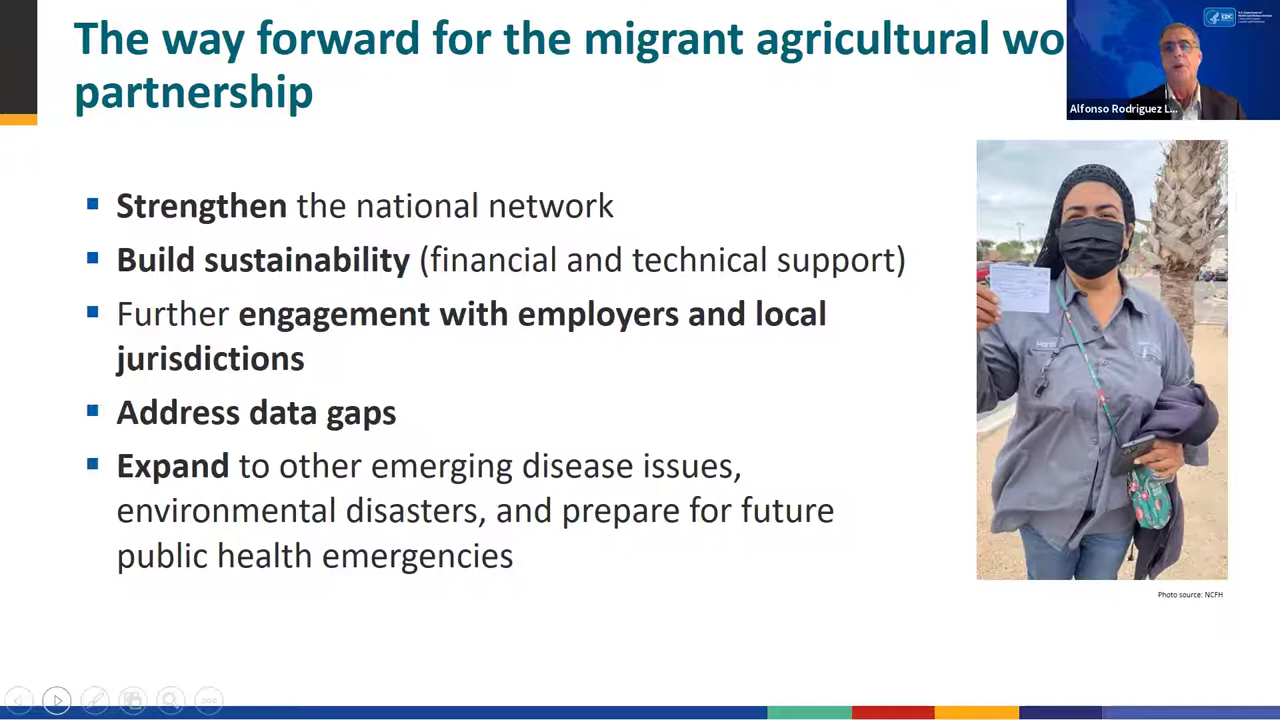 The way forward for the migrant agricultural wo
partnership
Alfonso Rodriguez L...
▪ Strengthen the national network
▪ Build sustainability (financial and technical support)
▪ Further engagement with employers and local
jurisdictions
▪ Address data gaps
▪ Expand to other emerging disease issues,
environmental disasters, and prepare for future
public health emergencies
Photo source: NCFH